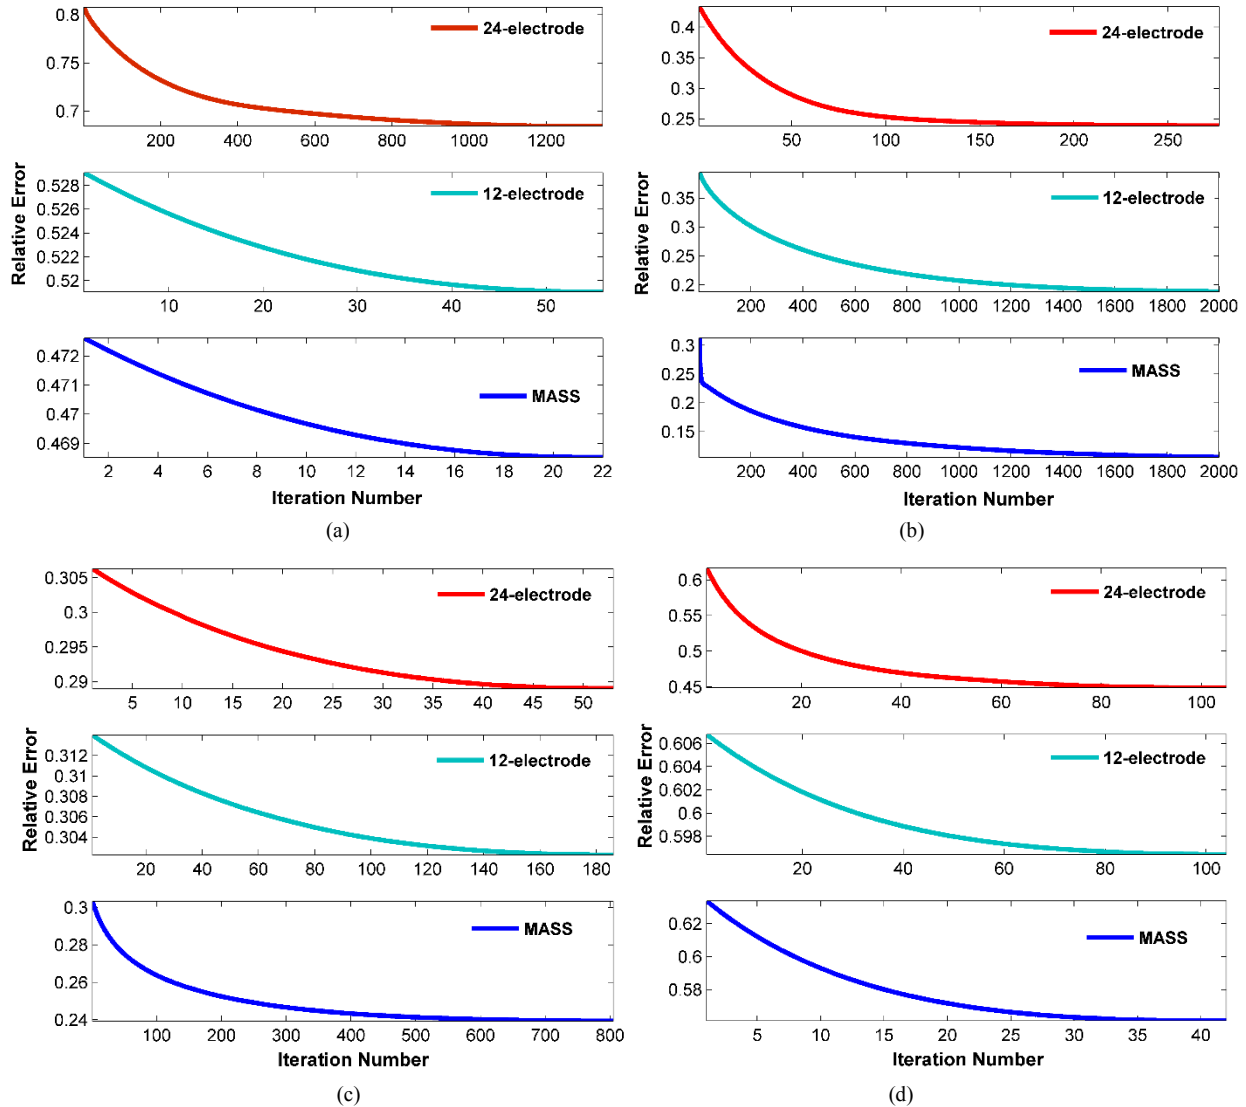 0.8
0.75
0.7
24-electrode
200 400 600 800 1000 1200
0.528
0.526
0.524
0.522
0.52
12-electrode
10 20 30 40 50
Relative Error
0.472
0.471
0.47
0.469
MASS
2 4 6 8 10 12 14 16 18 20 22
Iteration Number
(a)
0.4
0.35
0.3
0.25
24-electrode
50 100 150 200 250
0.35
0.3
0.25
0.2
12-electrode
200 400 600 800 1000 1200 1400 1600 1800 2000
Relative Error
0.3
0.25
0.2
0.15
MASS
200 400 600 800 1000 1200 1400 1600 1800 2000
Iteration Number
(b)
0.305
0.3
0.295
0.29
24-electrode
5 10 15 20 25 30 35 40 45 50
0.312
0.31
0.308
0.306
0.304
12-electrode
20 40 60 80 100 120 140 160 180
Relative Error
0.3
0.28
0.26
0.24
MASS
100 200 300 400 500 600 700 800
Iteration Number
(c)
0.6
0.55
0.5
0.45
24-electrode
20 40 60 80 100
0.606
0.604
0.602
0.6
0.598
12-electrode
20 40 60 80 100
Relative Error
0.62
0.6
0.58
MASS
5 10 15 20 25 30 35 40
Iteration Number
(d)